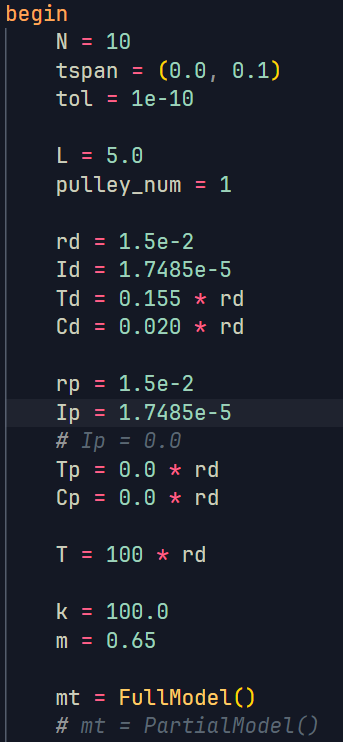 begin
    N = 10
    tspan = (0.0, 0.1)
    tol = 1e-10

    L = 5.0
    pulley_num = 1

    rd = 1.5e-2
    Id = 1.7485e-5
    Td = 0.155 * rd
    Cd = 0.020 * rd

    rp = 1.5e-2
    Ip = 1.7485e-5
    # Ip = 0.0
    Tp = 0.0 * rd
    Cp = 0.0 * rd

    T = 100 * rd

    k = 100.0
    m = 0.65

    mt = FullModel()
    # mt = PartialModel()